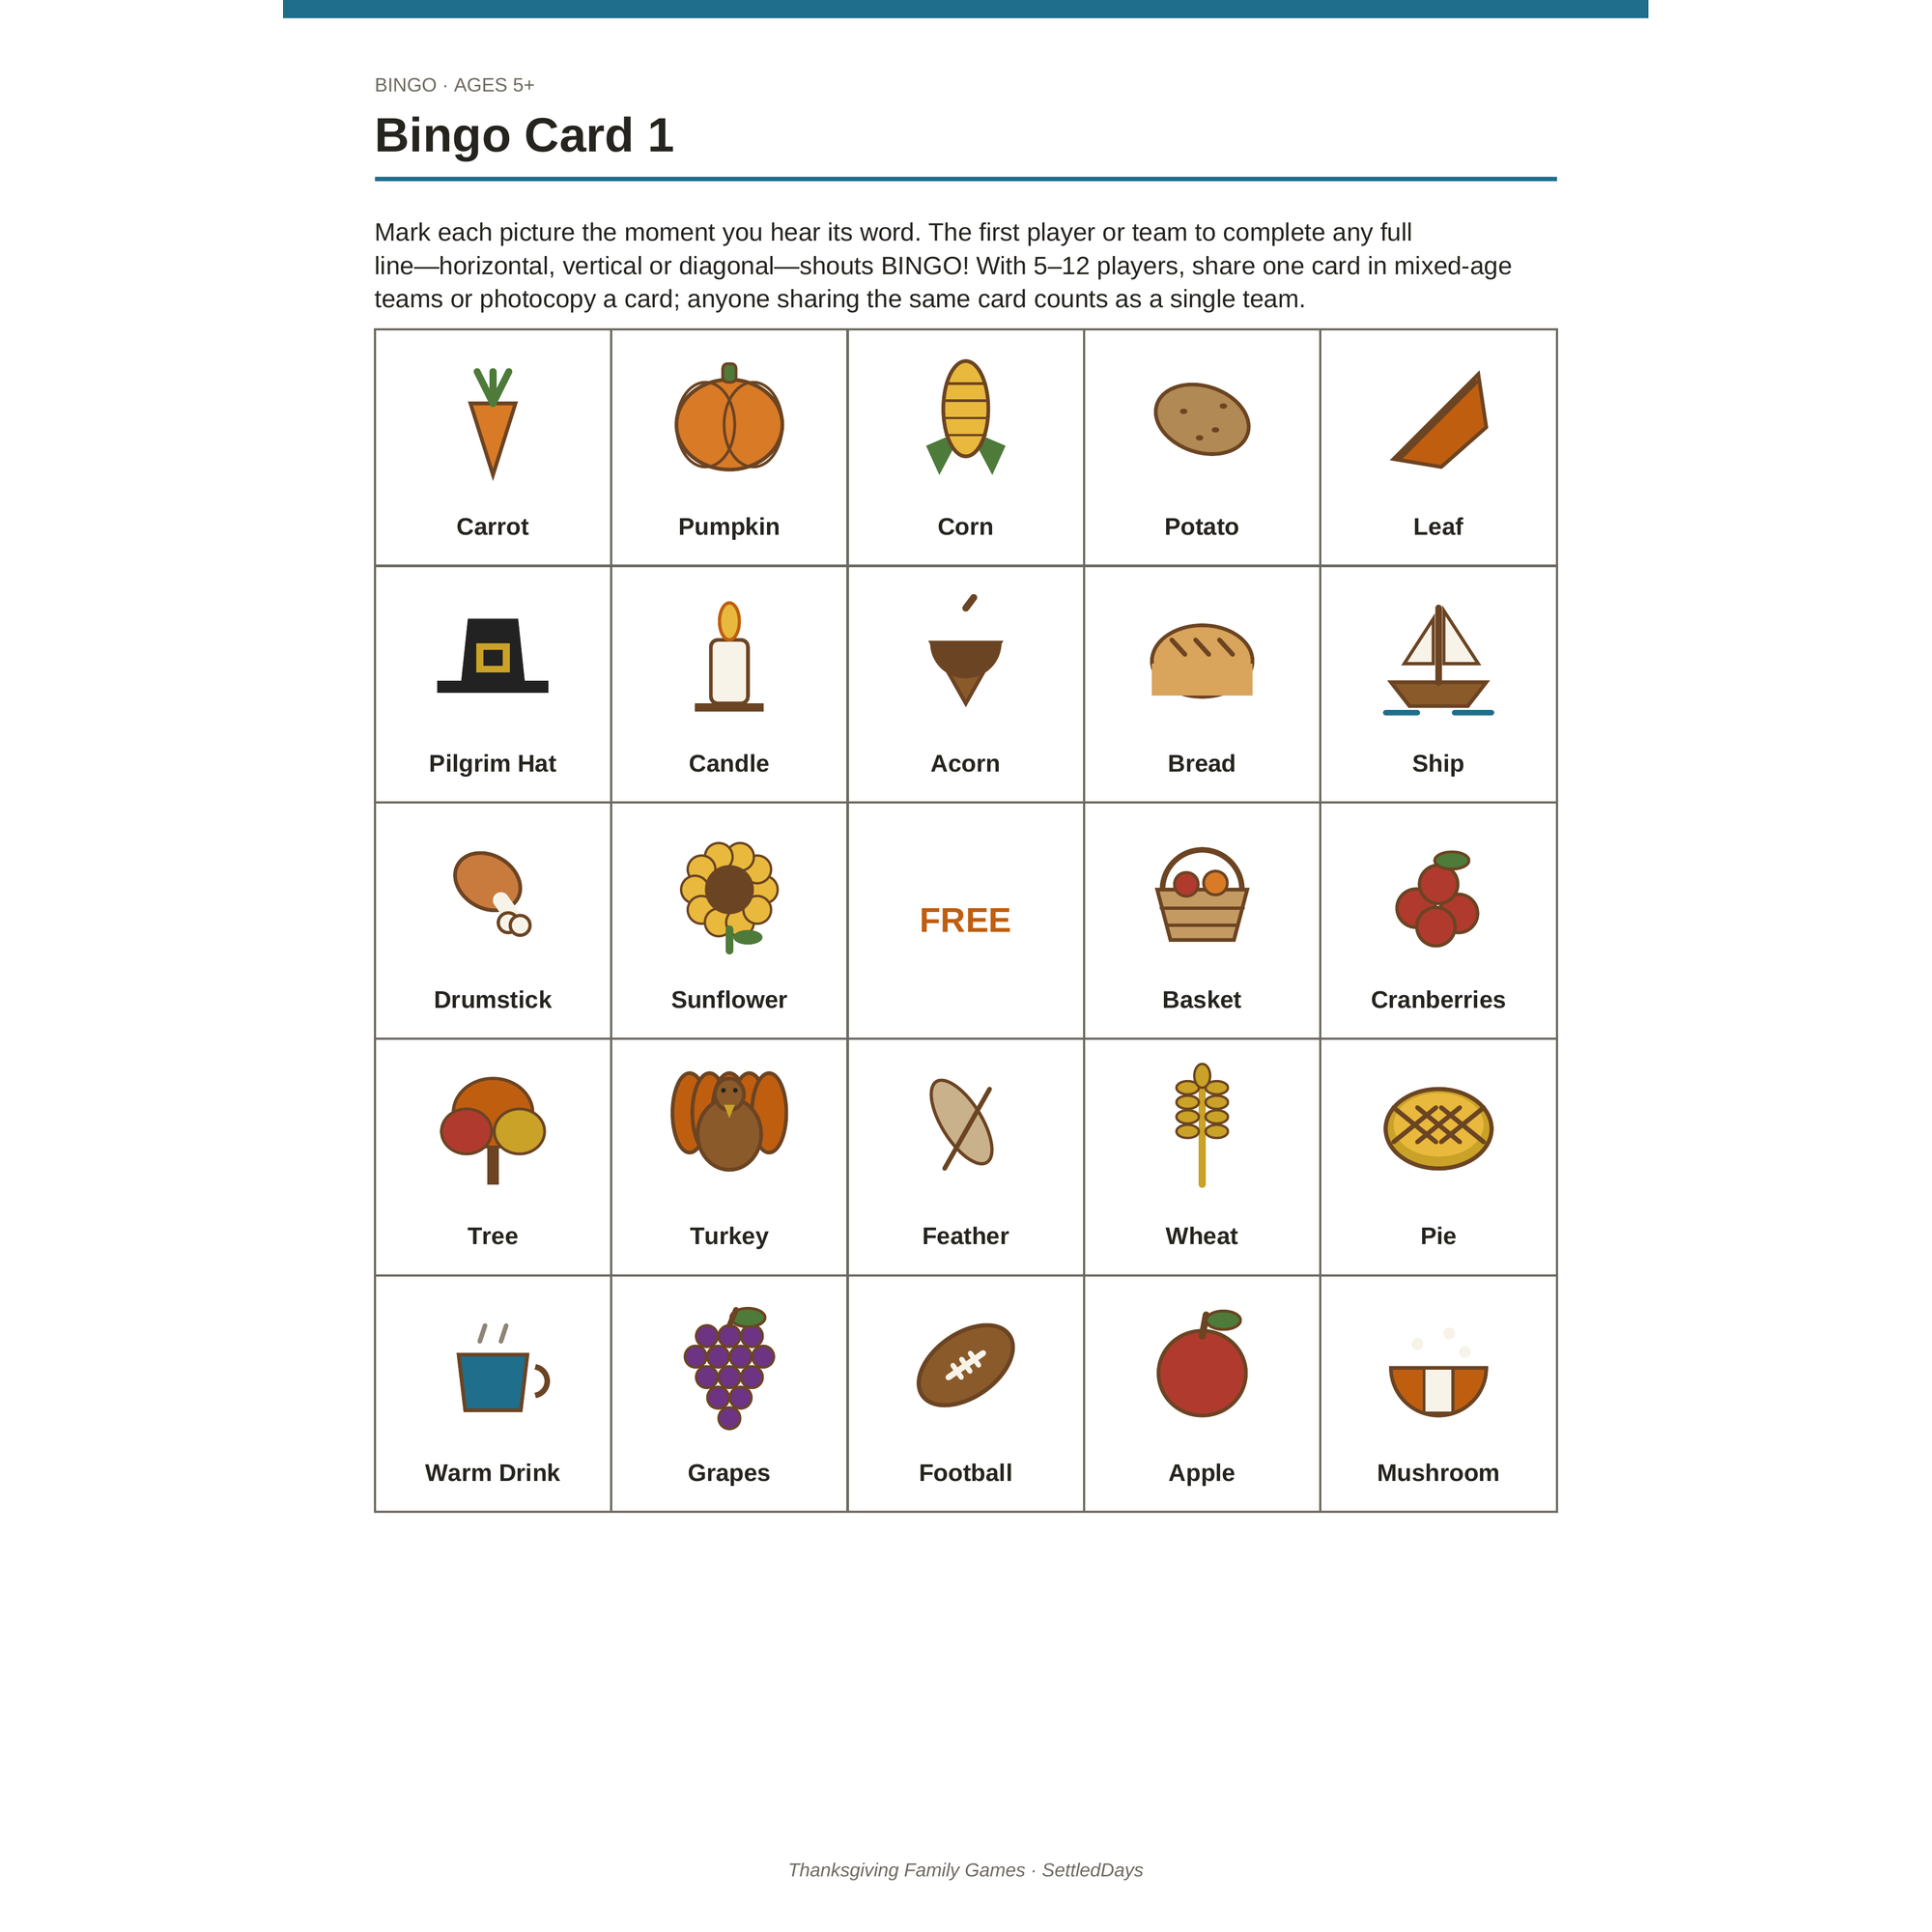 BINGO · AGES 5+
Bingo Card 1
Mark each picture the moment you hear its word. The first player or team to complete any full
line—horizontal, vertical or diagonal—shouts BINGO! With 5–12 players, share one card in mixed-age
teams or photocopy a card; anyone sharing the same card counts as a single team.
Carrot Pumpkin Corn Potato Leaf
Pilgrim Hat Candle Acorn Bread Ship
FREE
Drumstick Sunflower Basket Cranberries
Tree Turkey Feather Wheat Pie
Warm Drink Grapes Football Apple Mushroom
Thanksgiving Family Games · SettledDays